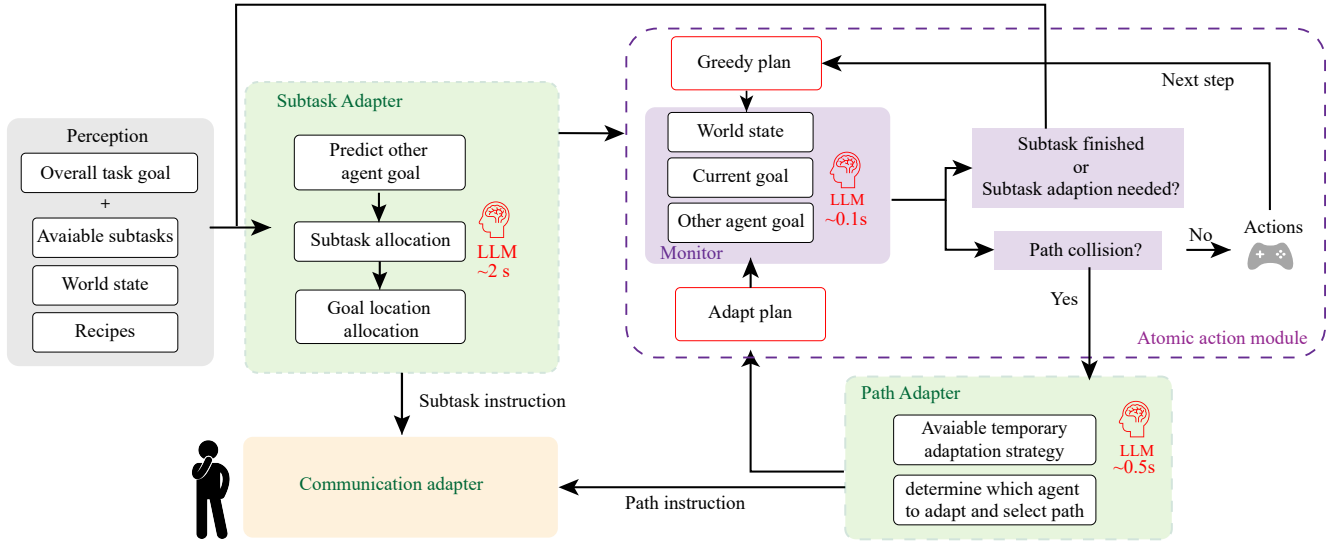 Perception
Overall task goal
+
Avaiable subtasks
World state
Recipes
Subtask Adapter
Predict other
agent goal
Subtask allocation
Goal location
allocation
LLM
~2 s
Subtask instruction
Communication adapter
Greedy plan
World state
Current goal
Other agent goal
Monitor
LLM
~0.1s
Adapt plan
Subtask finished
or
Subtask adaption needed?
Path collision?
No
Yes
Next step
Actions
Atomic action module
Path Adapter
Avaiable temporary
adaptation strategy
determine which agent
to adapt and select path
LLM
~0.5s
Path instruction